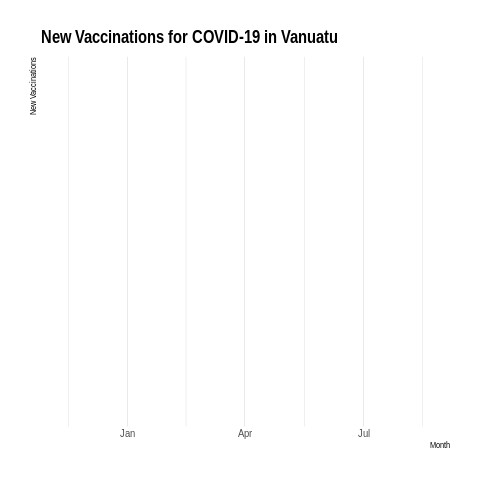 New Vaccinations for COVID-19 in Vanuatu
New Vaccinations
Jan Apr Jul
Month